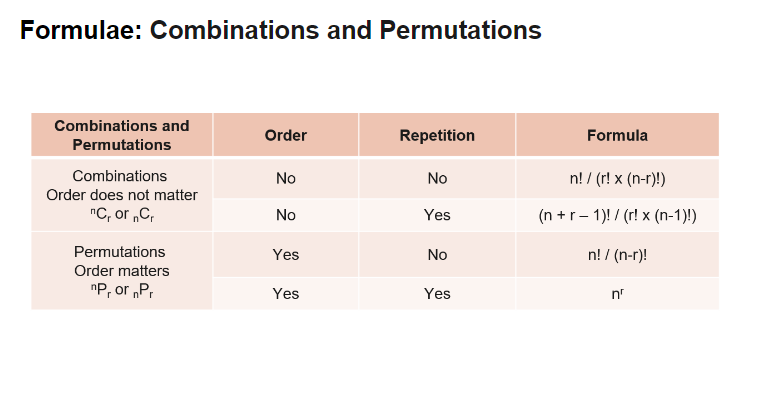 Formulae: Combinations and Permutations
Combinations and
Permutations
Order
Repetition
Formula
Combinations
Order does not matter
ⁿCᵣ or ₙCᵣ
No
No
n! / (r! x (n-r)!)
No
Yes
(n + r – 1)! / (r! x (n-1)!)
Permutations
Order matters
ⁿPᵣ or ₙPᵣ
Yes
No
n! / (n-r)!
Yes
Yes
nʳ